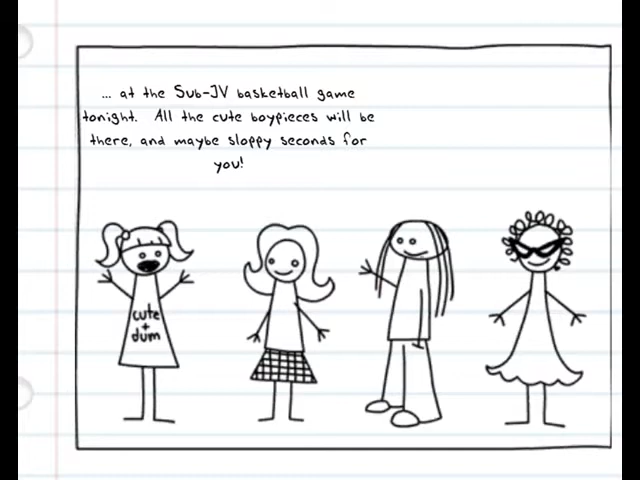 ... at the Sub-JV basketball game
tonight. All the cute boypieces will be
there, and maybe sloppy seconds for
you!
cute
+
dum